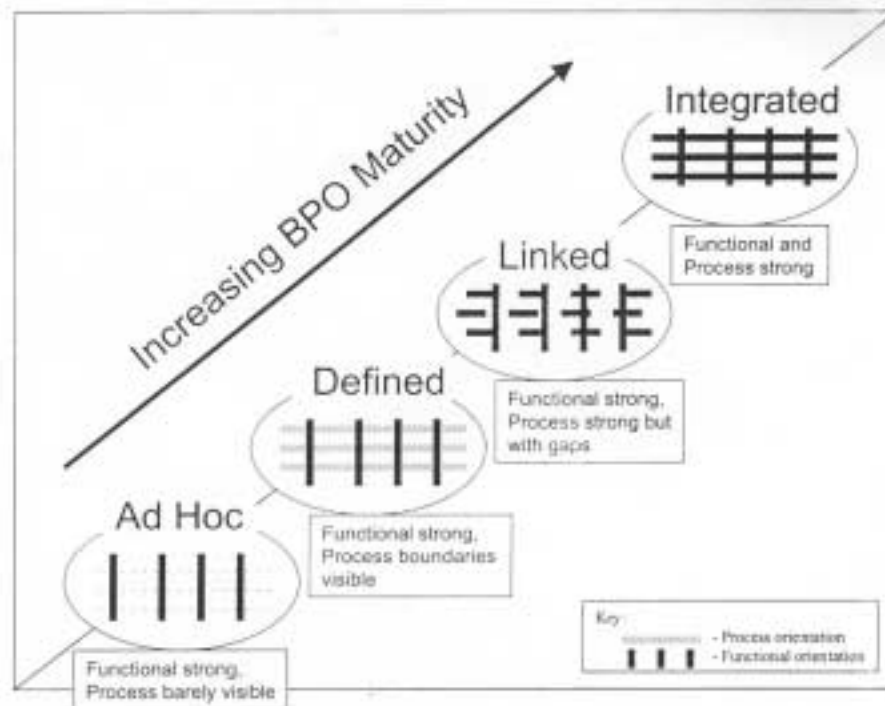 Increasing BPO Maturity
Integrated
Functional and
Process strong
Linked
Functional strong,
Process strong but
with gaps
Defined
Functional strong,
Process boundaries
visible
Ad Hoc
Functional strong,
Process barely visible
Key:
- Process orientation
- Functional orientation